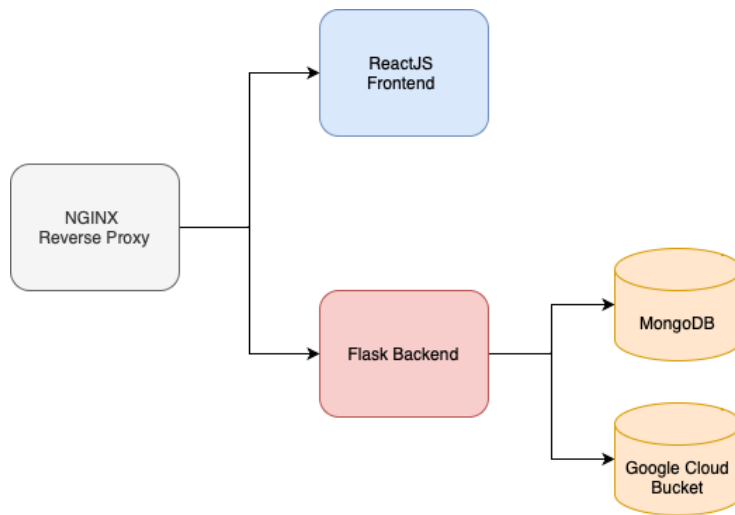 ReactJS
Frontend
NGINX
Reverse Proxy
Flask Backend
MongoDB
Google Cloud
Bucket